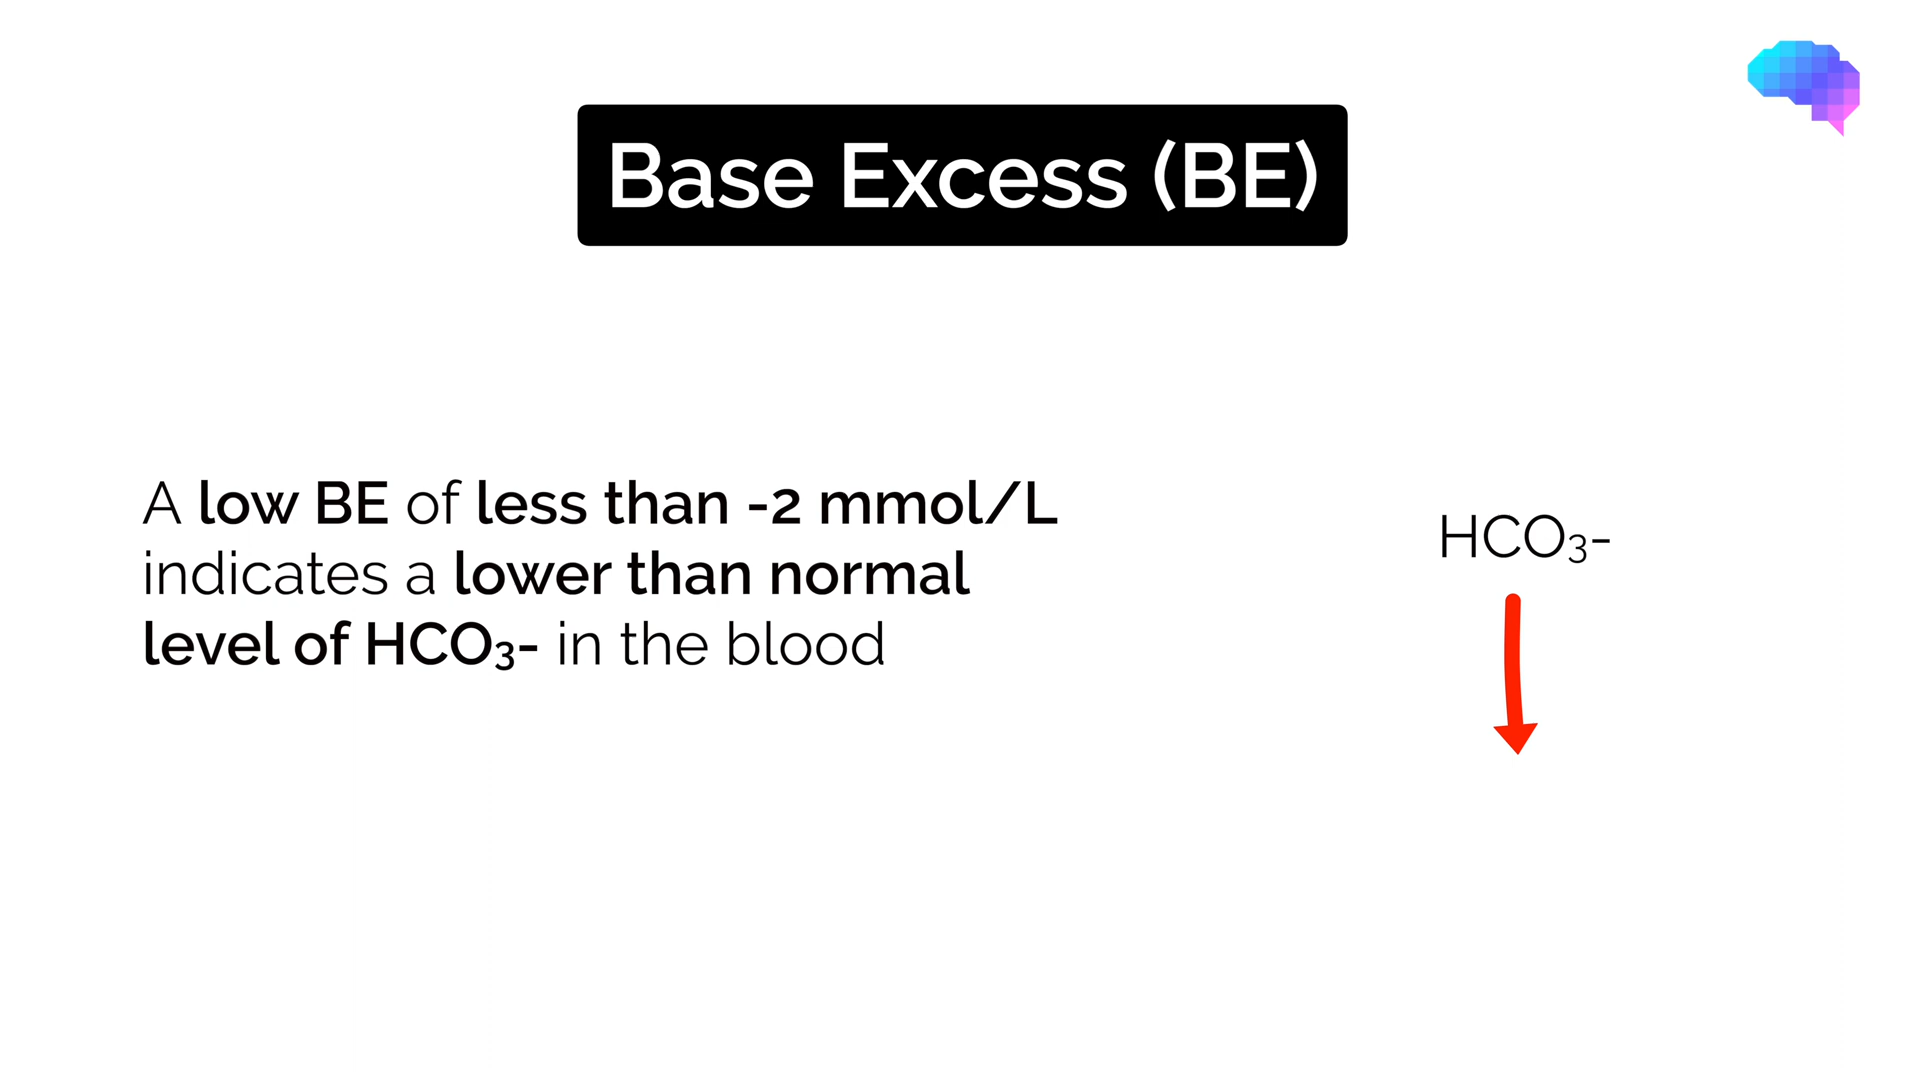 Base Excess (BE)
A low BE of less than -2 mmol/L
indicates a lower than normal
level of HCO₃- in the blood
HCO₃-